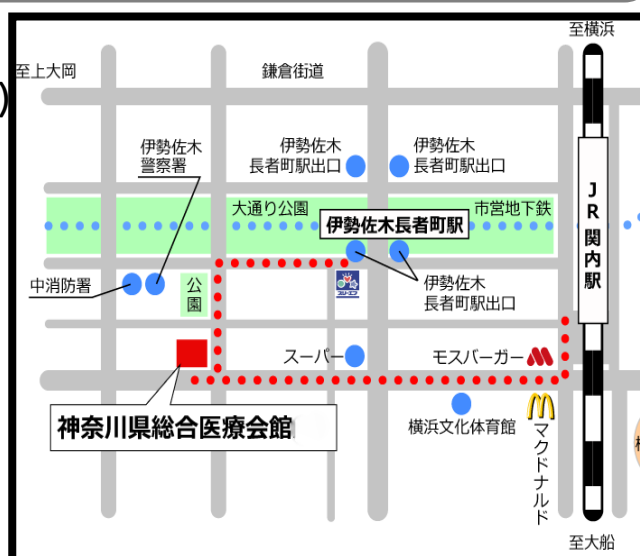 至横浜
至上大岡
鎌倉街道
)
伊勢佐木
警察署
伊勢佐木
長者町駅出口
伊勢佐木
長者町駅出口
大通り公園
市営地下鉄
伊勢佐木長者町駅
JR関内駅
中消防署
公園
伊勢佐木
長者町駅出口
スーパー
モスバーガー
神奈川県総合医療会館
横浜文化体育館
マクドナルド
至大船